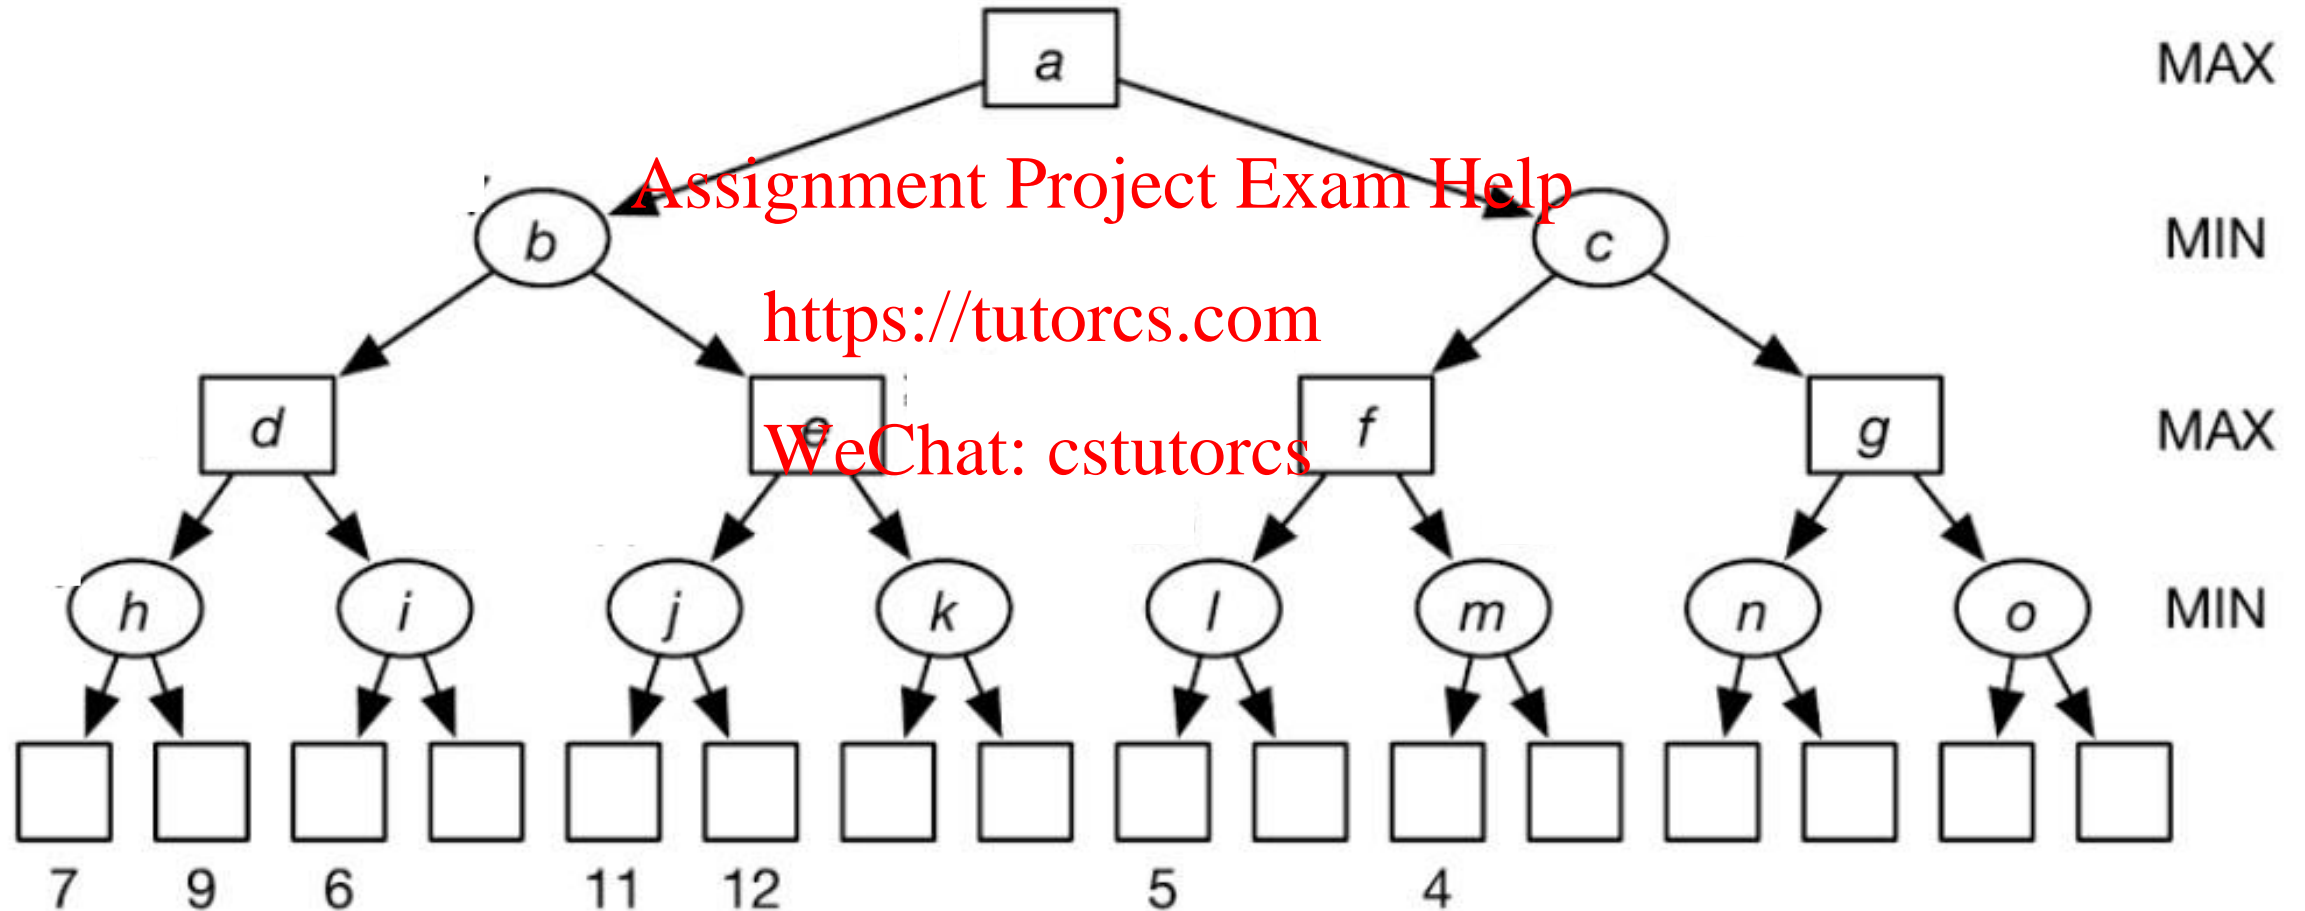 a MAX
Assignment Project Exam Help
b c MIN
https://tutorcs.com
d e f g MAX
WeChat: cstutorcs
h i j k l m n o MIN
7 9 6 11 12 5 4